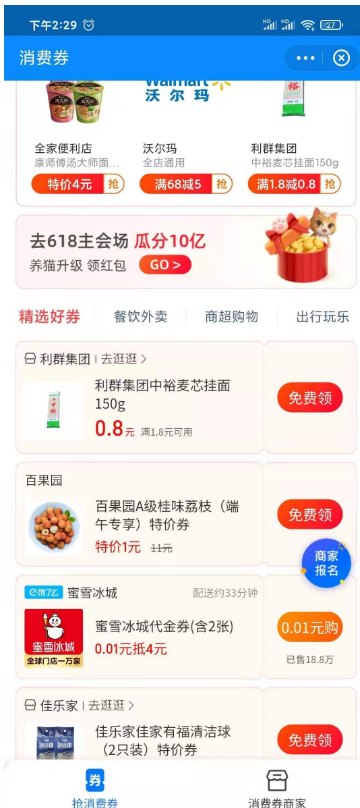 下午2:29
HD HD 27
消费券
Walmart
沃尔玛
全家便利店 沃尔玛 利群集团
康师傅汤大师面... 全店通用 中裕麦芯挂面150g
特价4元 抢 满68减5 抢 满1.8减0.8 抢
去618主会场 瓜分10亿
养猫升级 领红包 GO >
精选好券 餐饮外卖 商超购物 出行玩乐
利群集团 | 去逛逛 >
利群集团中裕麦芯挂面
150g
0.8元 满1.8元可用
免费领
百果园
百果园A级桂味荔枝（端
午专享）特价券
特价1元 11元
免费领
商家
报名
饿了么 蜜雪冰城 配送约33分钟
蜜雪冰城
全球门店一万家
蜜雪冰城代金券(含2张)
0.01元抵4元
0.01元购
已售18.8万
佳乐家 | 去逛逛 >
佳乐家佳家有福清洁球
（2只装）特价券
免费领
券
抢消费券 消费券商家